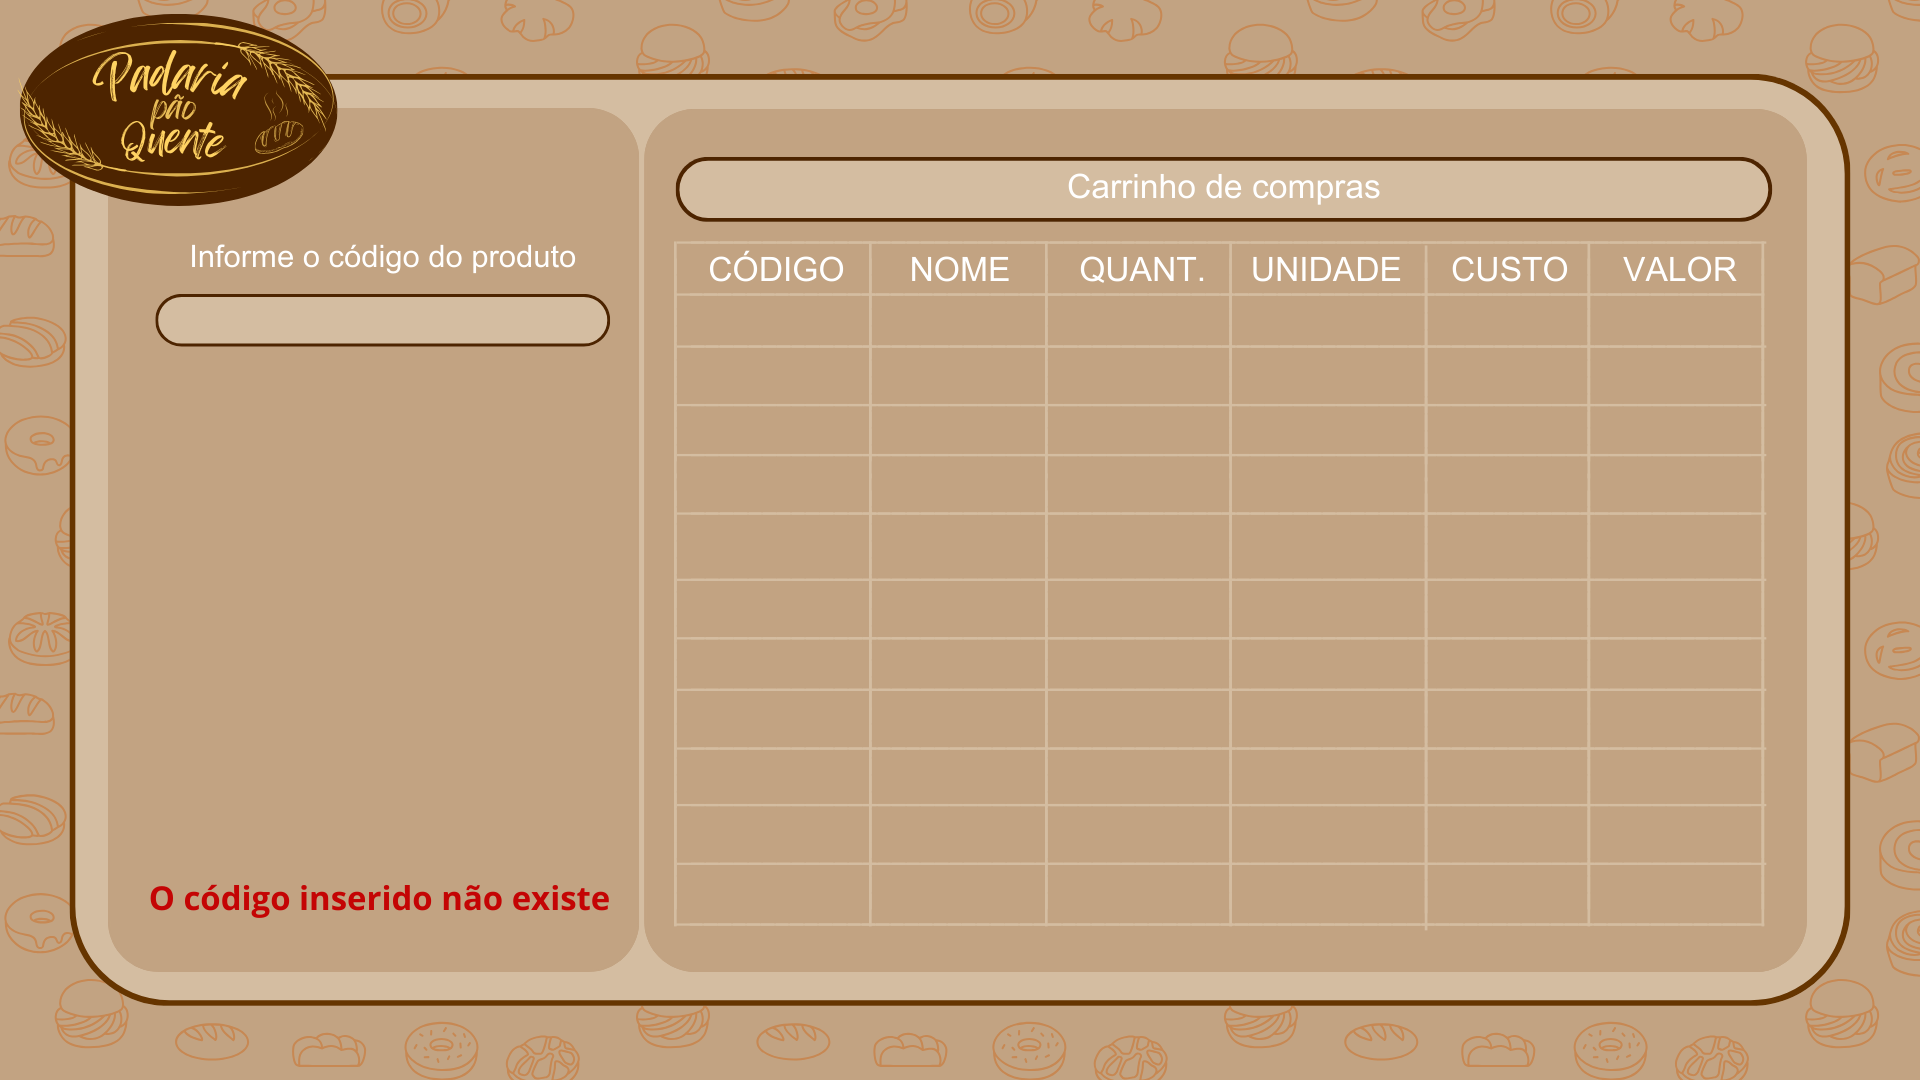 Padaria
pão
Quente
Informe o código do produto
O código inserido não existe
Carrinho de compras
CÓDIGO NOME QUANT. UNIDADE CUSTO VALOR